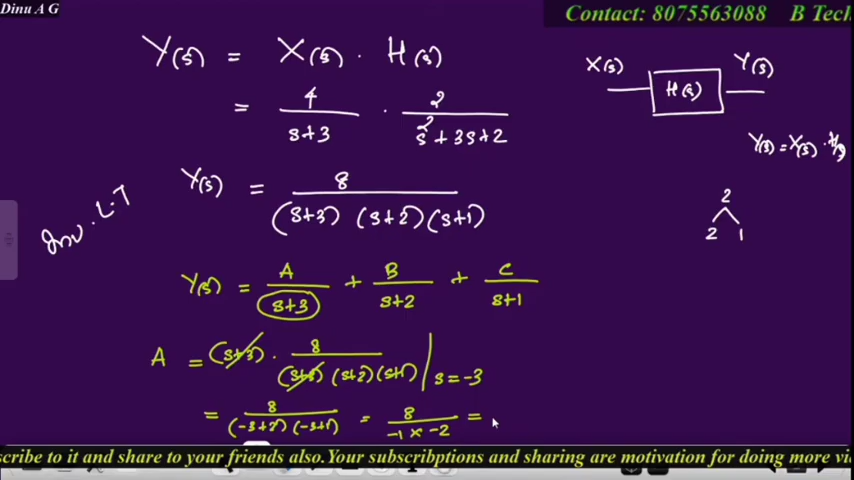 Dinu A G
Contact: 8075563088 B Tech
Y(s) = X(s) . H(s)
= 4/(s+3) . 2/(s²+3s+2)
X(s) H(s) Y(s)
Y(s) = X(s) . H(s)
Y(s) = 8/((s+3) (s+2)(s+1))
2
2 1
Inv. L.T
Y(s) = A/(s+3) + B/(s+2) + C/(s+1)
A = (s+3) . 8/((s+3) (s+2)(s+1)) | s = -3
= 8/((-3+2) (-3+1)) = 8/(-1 x -2) =
scribe to it and share to your friends also.Your subscribptions and sharing are motivation for doing more vi